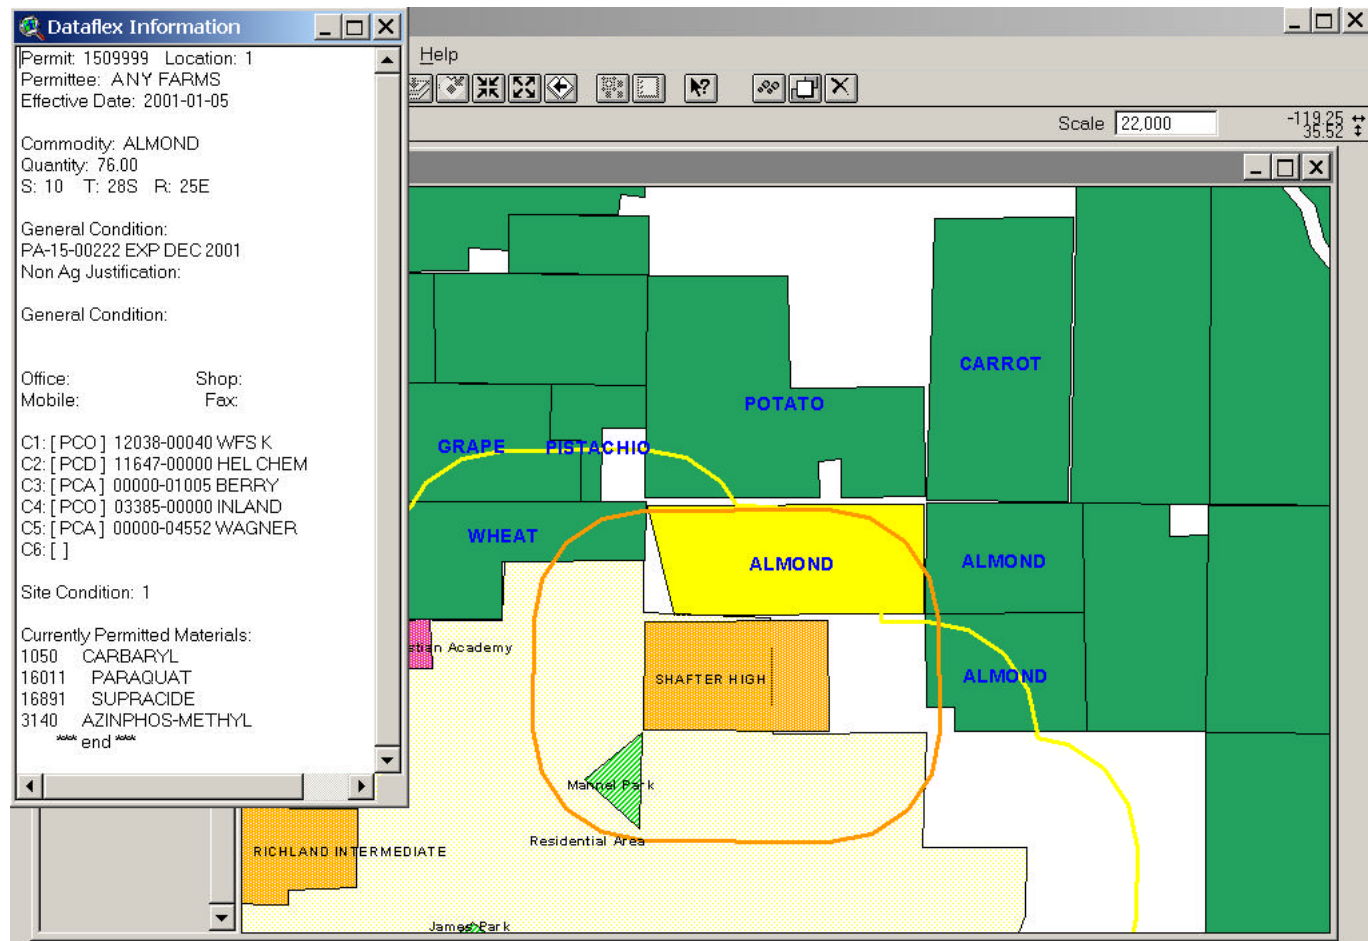 Dataflex Information
Permit: 1509999 Location: 1
Permittee: ANY FARMS
Effective Date: 2001-01-05
Commodity: ALMOND
Quantity: 76.00
S: 10 T: 28S R: 25E
General Condition:
PA-15-00222 EXP DEC 2001
Non Ag Justification:
General Condition:
Office: Shop:
Mobile: Fax:
C1: [ PCO ] 12038-00040 WFS K
C2: [ PCD ] 11647-00000 HEL CHEM
C3: [ PCA ] 00000-01005 BERRY
C4: [ PCO ] 03385-00000 INLAND
C5: [ PCA ] 00000-04552 WAGNER
C6: [ ]
Site Condition: 1
Currently Permitted Materials:
1050 CARBARYL
16011 PARAQUAT
16891 SUPRACIDE
3140 AZINPHOS-METHYL
**** end ****
Help
Scale 22,000
-119.25
35.52
CARROT
POTATO
GRAPE PISTACHIO
WHEAT
ALMOND
ALMOND
stian Academy
SHAFTER HIGH
ALMOND
Mannel Park
Residential Area
RICHLAND INTERMEDIATE
James Park